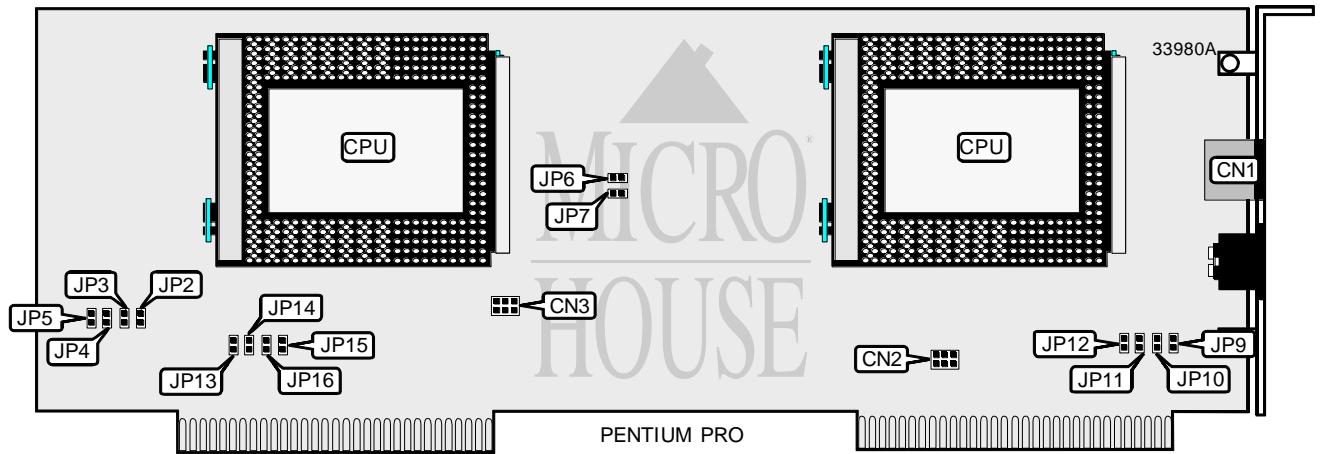 33980A
CPU
CPU
MICRO®
HOUSE
CN1
JP6
JP7
JP3
JP2
JP5
JP4
JP14
JP15
JP13
JP16
CN3
CN2
JP12
JP9
JP11
JP10
PENTIUM PRO